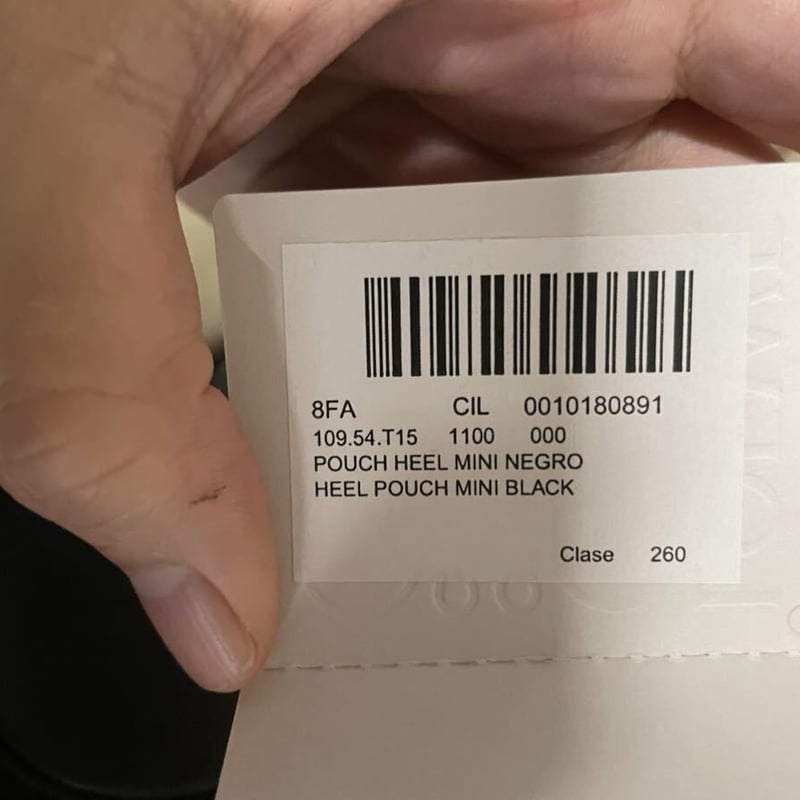 8FA CIL 0010180891
109.54.T15 1100 000
POUCH HEEL MINI NEGRO
HEEL POUCH MINI BLACK
Clase 260